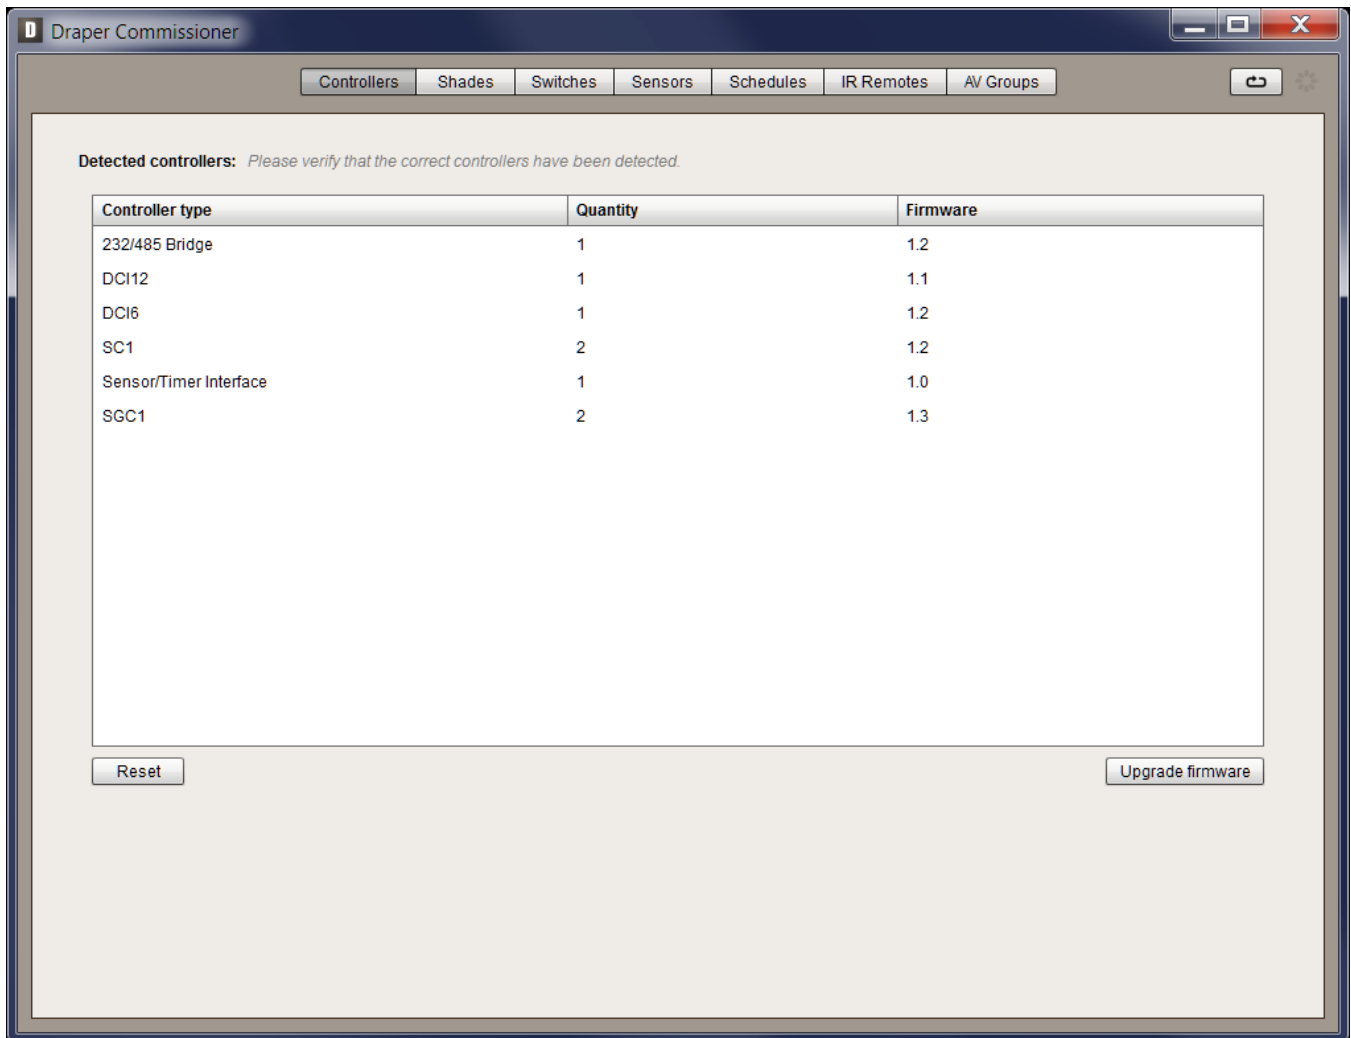 D Draper Commissioner
Controllers Shades Switches Sensors Schedules IR Remotes AV Groups
Detected controllers: Please verify that the correct controllers have been detected.
Controller type Quantity Firmware
232/485 Bridge 1 1.2
DCI12 1 1.1
DCI6 1 1.2
SC1 2 1.2
Sensor/Timer Interface 1 1.0
SGC1 2 1.3
Reset Upgrade firmware